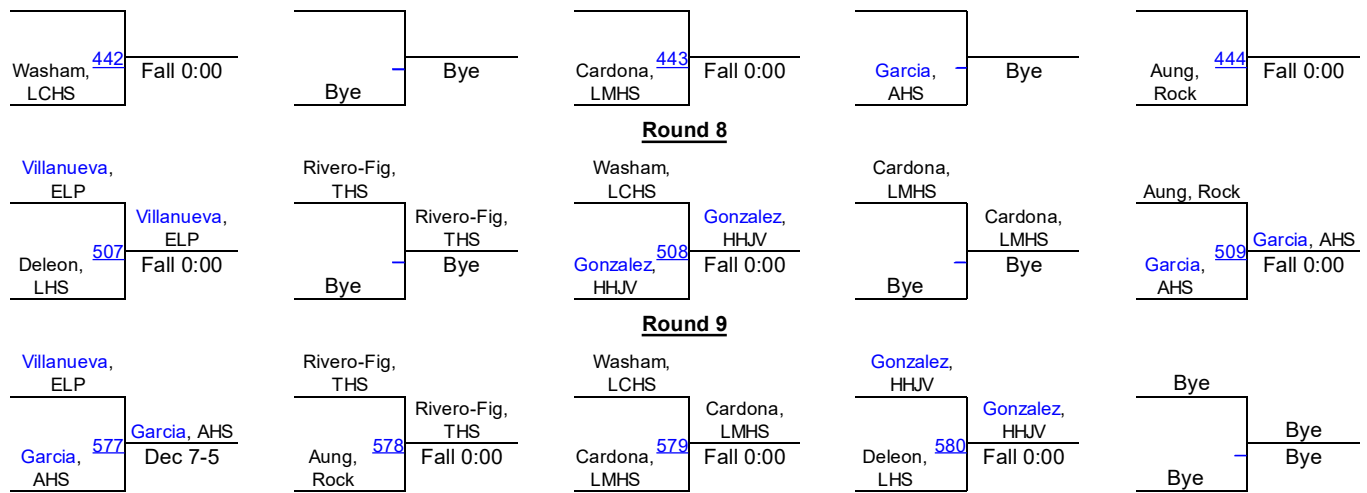 Washam,
LCHS
442
Fall 0:00
Bye
Bye
Cardona,
LMHS
443
Fall 0:00
Garcia,
AHS
Bye
Aung,
Rock
444
Fall 0:00
Round 8
Villanueva,
ELP
Deleon,
LHS
507
Villanueva,
ELP
Fall 0:00
Rivero-Fig,
THS
Bye
Rivero-Fig,
THS
Bye
Washam,
LCHS
Gonzalez,
HHJV
508
Gonzalez,
HHJV
Fall 0:00
Cardona,
LMHS
Bye
Cardona,
LMHS
Bye
Aung, Rock
Garcia,
AHS
509
Garcia, AHS
Fall 0:00
Round 9
Villanueva,
ELP
Garcia,
AHS
577
Garcia, AHS
Dec 7-5
Rivero-Fig,
THS
Aung,
Rock
578
Rivero-Fig,
THS
Fall 0:00
Washam,
LCHS
Cardona,
LMHS
579
Cardona,
LMHS
Fall 0:00
Gonzalez,
HHJV
Deleon,
LHS
580
Gonzalez,
HHJV
Fall 0:00
Bye
Bye
Bye
Bye